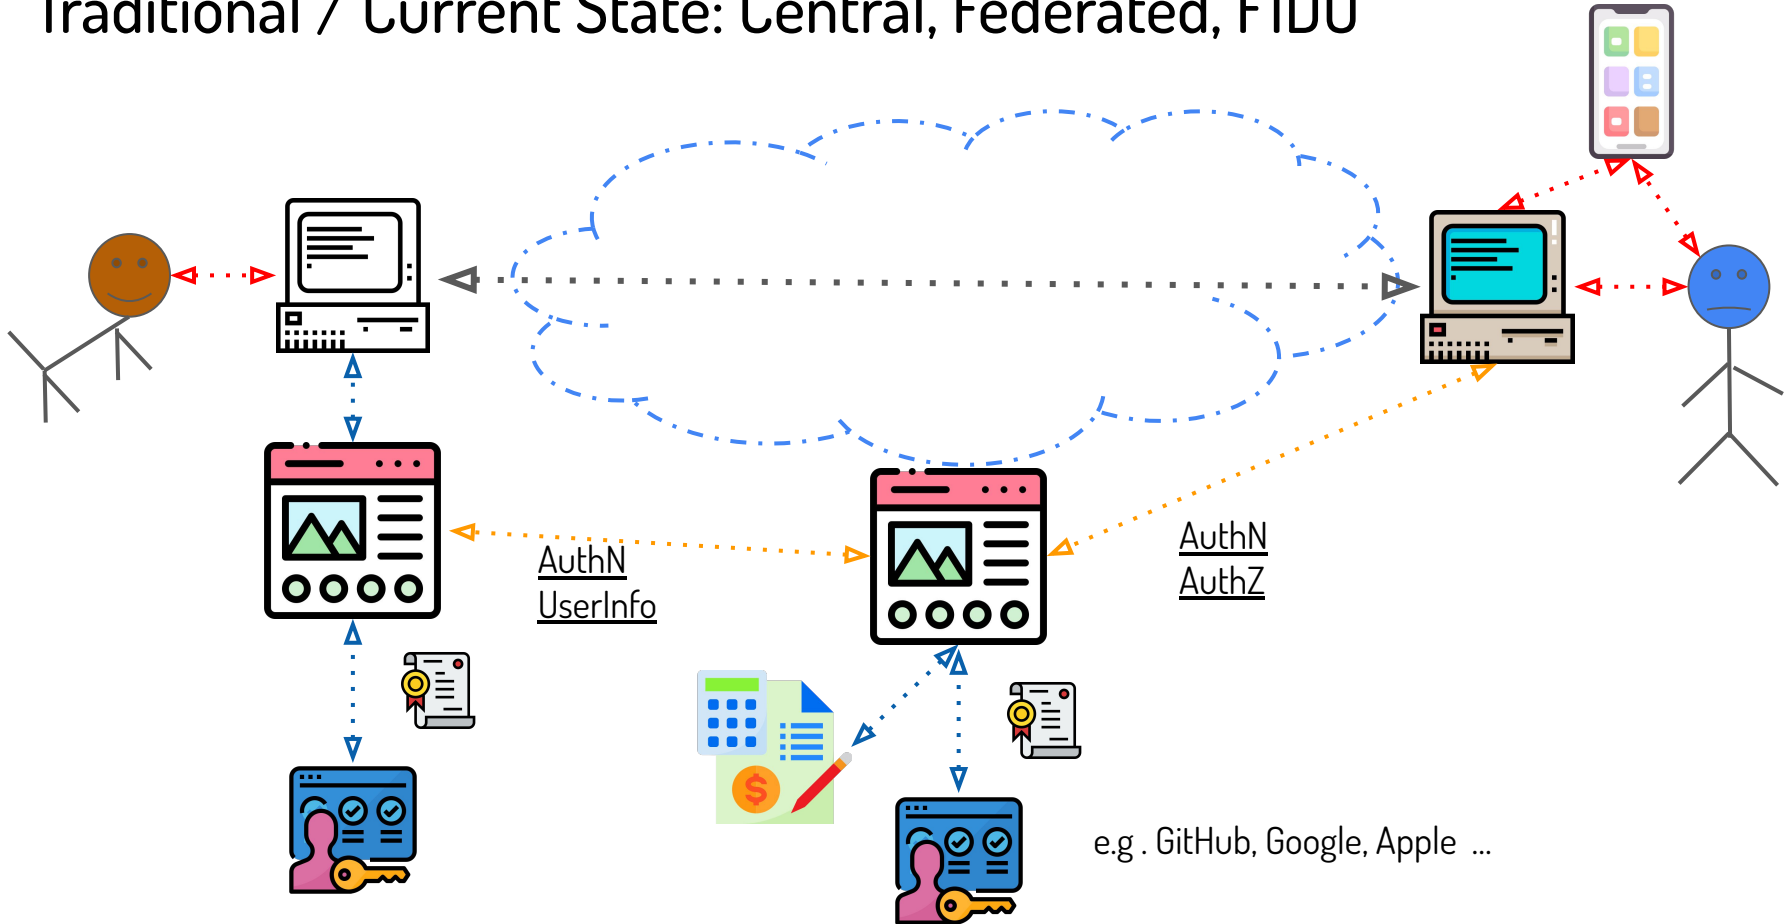 Traditional / Current State: Central, Federated, FIDO
AuthN
UserInfo
AuthN
AuthZ
e.g . GitHub, Google, Apple ...